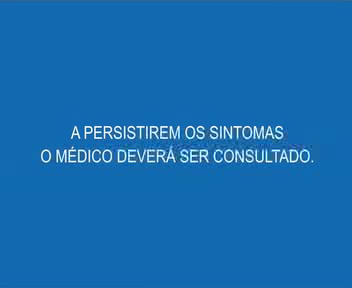 A PERSISTIREM OS SINTOMAS
O MÉDICO DEVERÁ SER CONSULTADO.